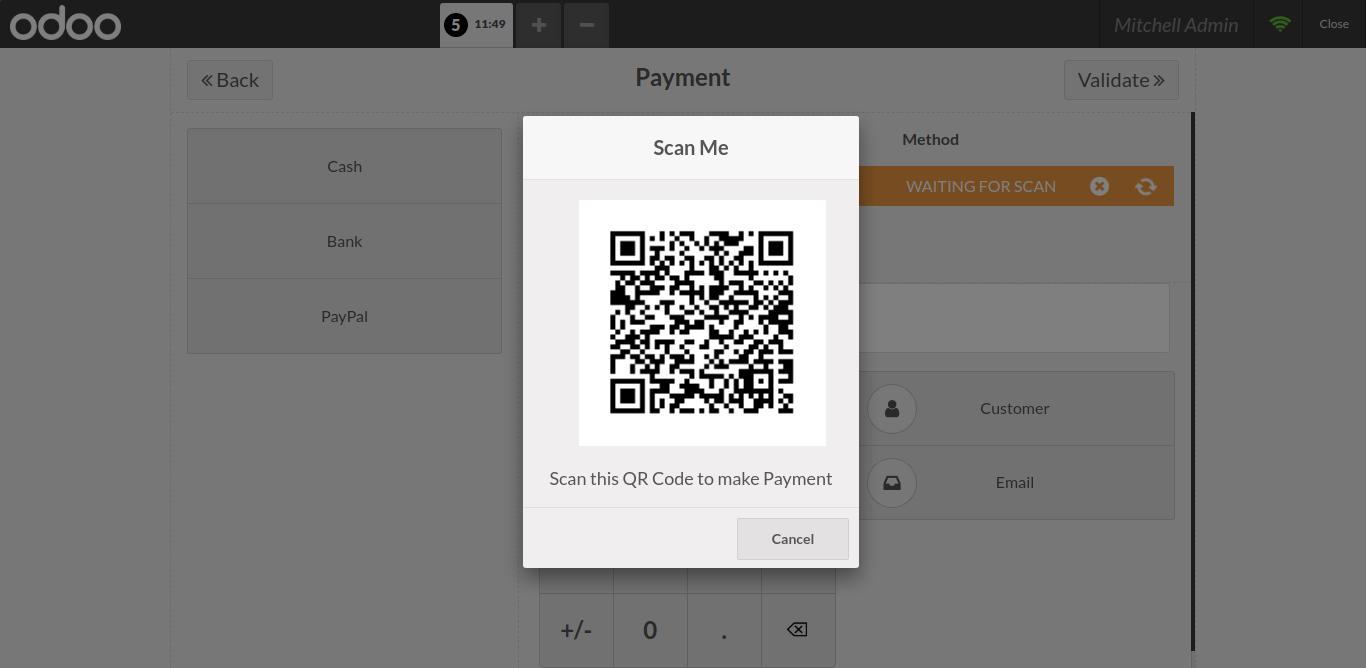 odoo
5 11:49
Mitchell Admin
Close
Back
Payment
Validate
Cash
Bank
PayPal
Method
WAITING FOR SCAN
Scan Me
Scan this QR Code to make Payment
Cancel
Customer
Email
+/- 0 .